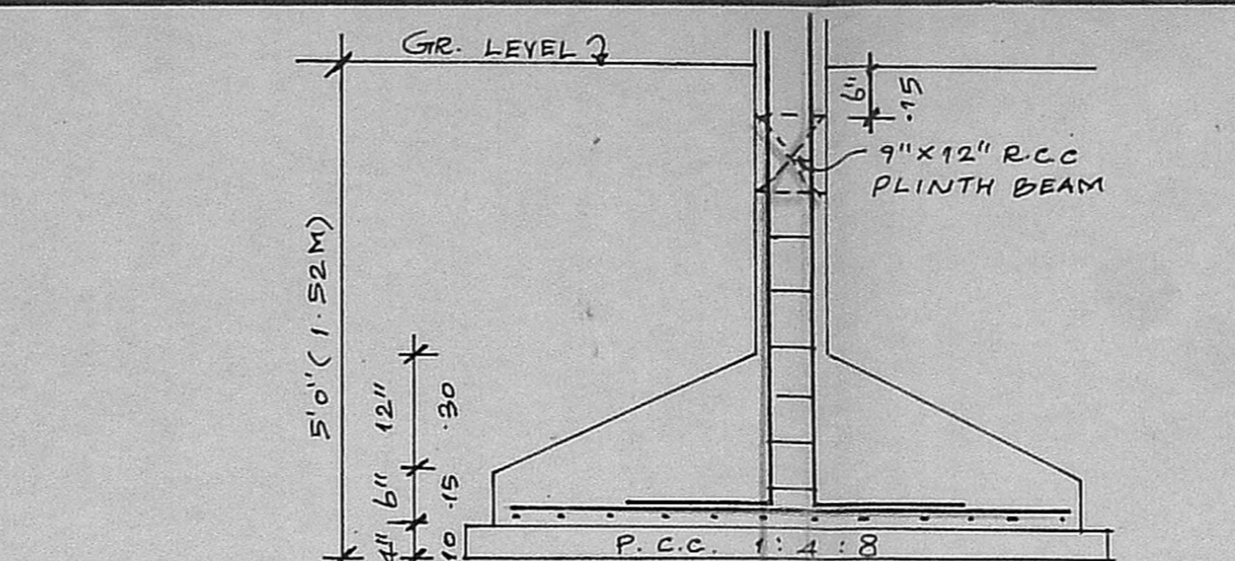 GR. LEVEL
6"
.15
9"X12" R.C.C
PLINTH BEAM
5'0" (1.52M)
12"
.30
6"
.15
4"
10
P.C.C. 1:4:8